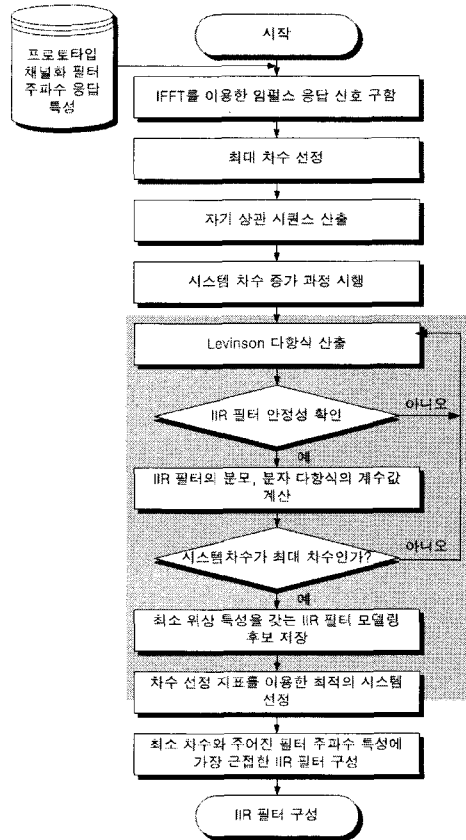 프로토타입
채널화 필터
주파수 응답
특성
시작
IFFT를 이용한 임펄스 응답 신호 구함
최대 차수 선정
자기 상관 시퀀스 산출
시스템 차수 증가 과정 시행
Levinson 다항식 산출
IIR 필터 안정성 확인
아니오
예
IIR 필터의 분모, 분자 다항식의 계수값
계산
시스템차수가 최대 차수인가?
아니오
예
최소 위상 특성을 갖는 IIR 필터 모델링
후보 저장
차수 선정 지표를 이용한 최적의 시스템
선정
최소 차수와 주어진 필터 주파수 특성에
가장 근접한 IIR 필터 구성
IIR 필터 구성